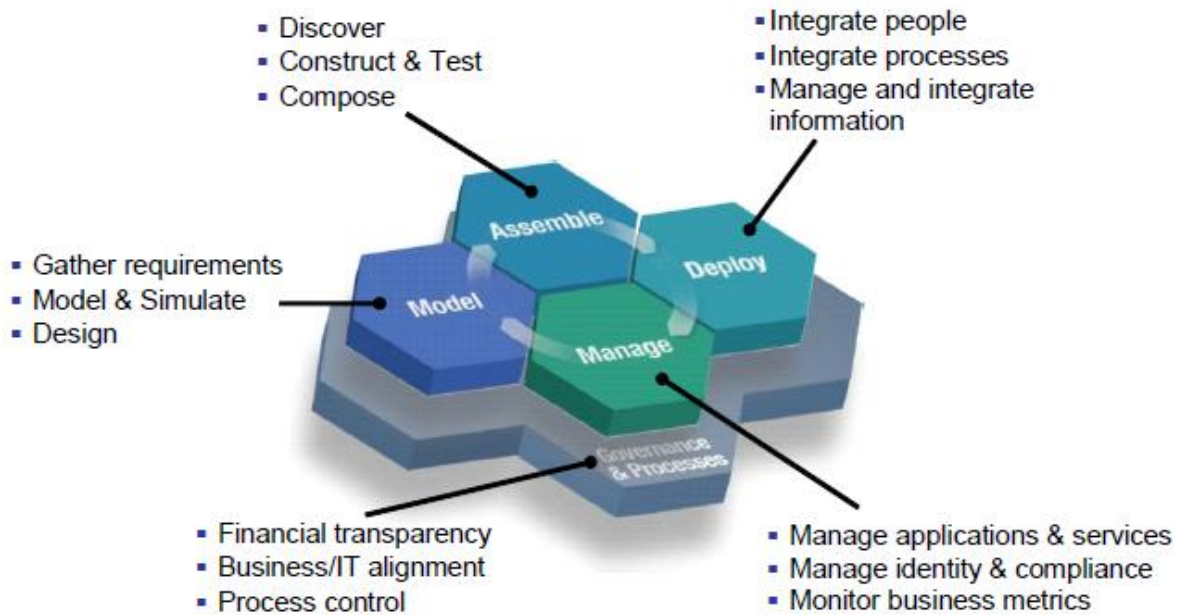 ▪ Discover
▪ Construct & Test
▪ Compose
▪ Integrate people
▪ Integrate processes
▪ Manage and integrate
information
Assemble
Deploy
▪ Gather requirements
▪ Model & Simulate
▪ Design
Model
Manage
Governance
& Processes
▪ Financial transparency
▪ Business/IT alignment
▪ Process control
▪ Manage applications & services
▪ Manage identity & compliance
▪ Monitor business metrics